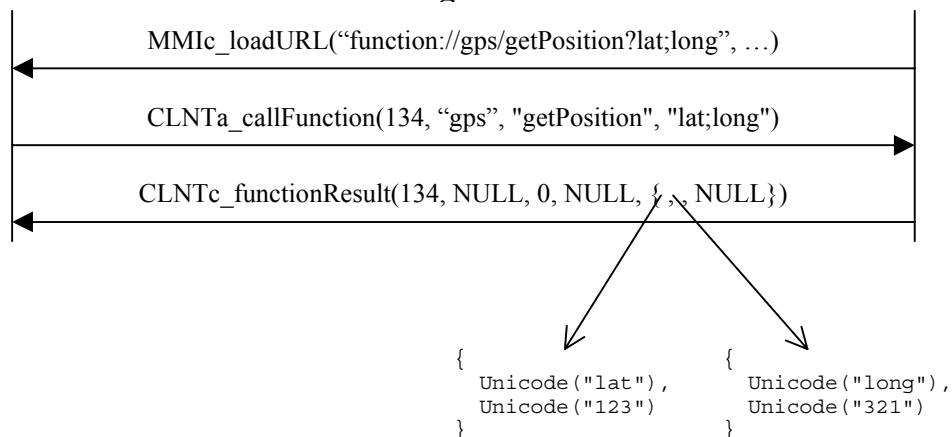 MMIc_loadURL(“function://gps/getPosition?lat;long”, …)
CLNTa_callFunction(134, “gps”, "getPosition", "lat;long")
CLNTc_functionResult(134, NULL, 0, NULL, { , , NULL})
{
Unicode("lat"),
Unicode("123")
}
{
Unicode("long"),
Unicode("321")
}